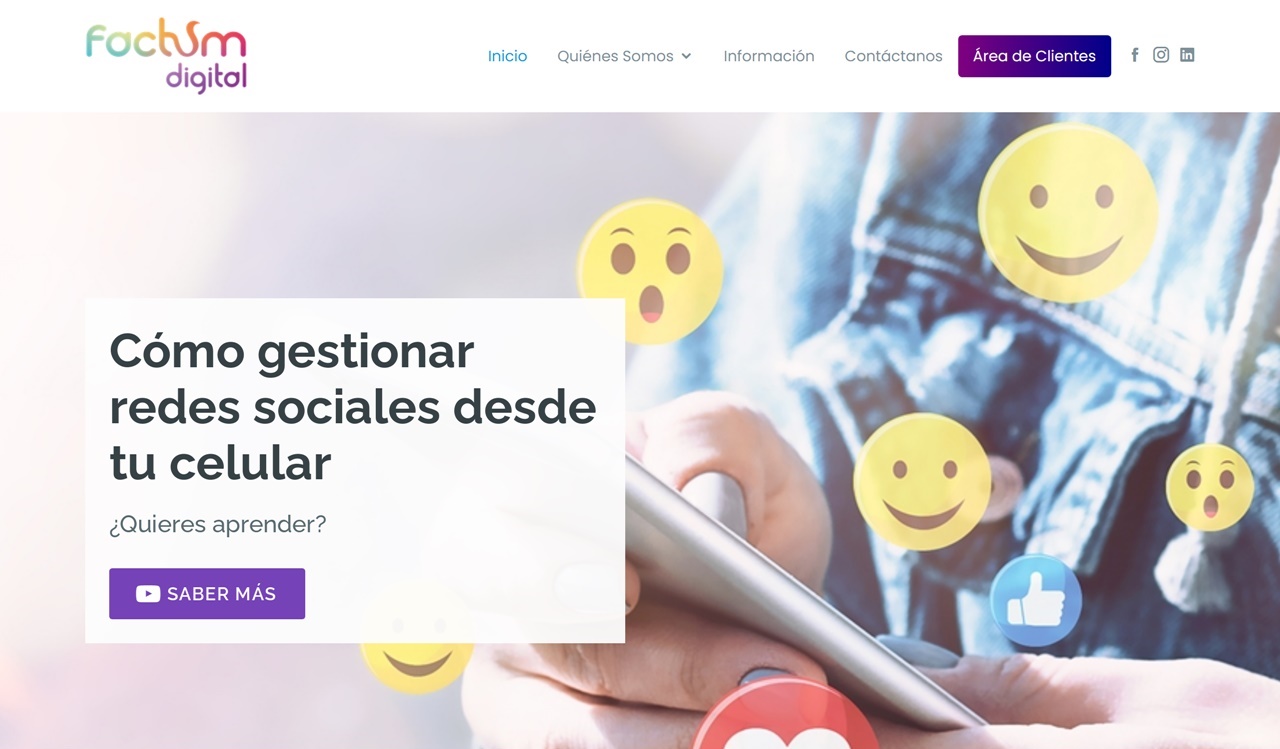 Factum
digital
Inicio
Quiénes Somos
Información
Contáctanos
Área de Clientes
Cómo gestionar
redes sociales desde
tu celular
¿Quieres aprender?
SABER MÁS